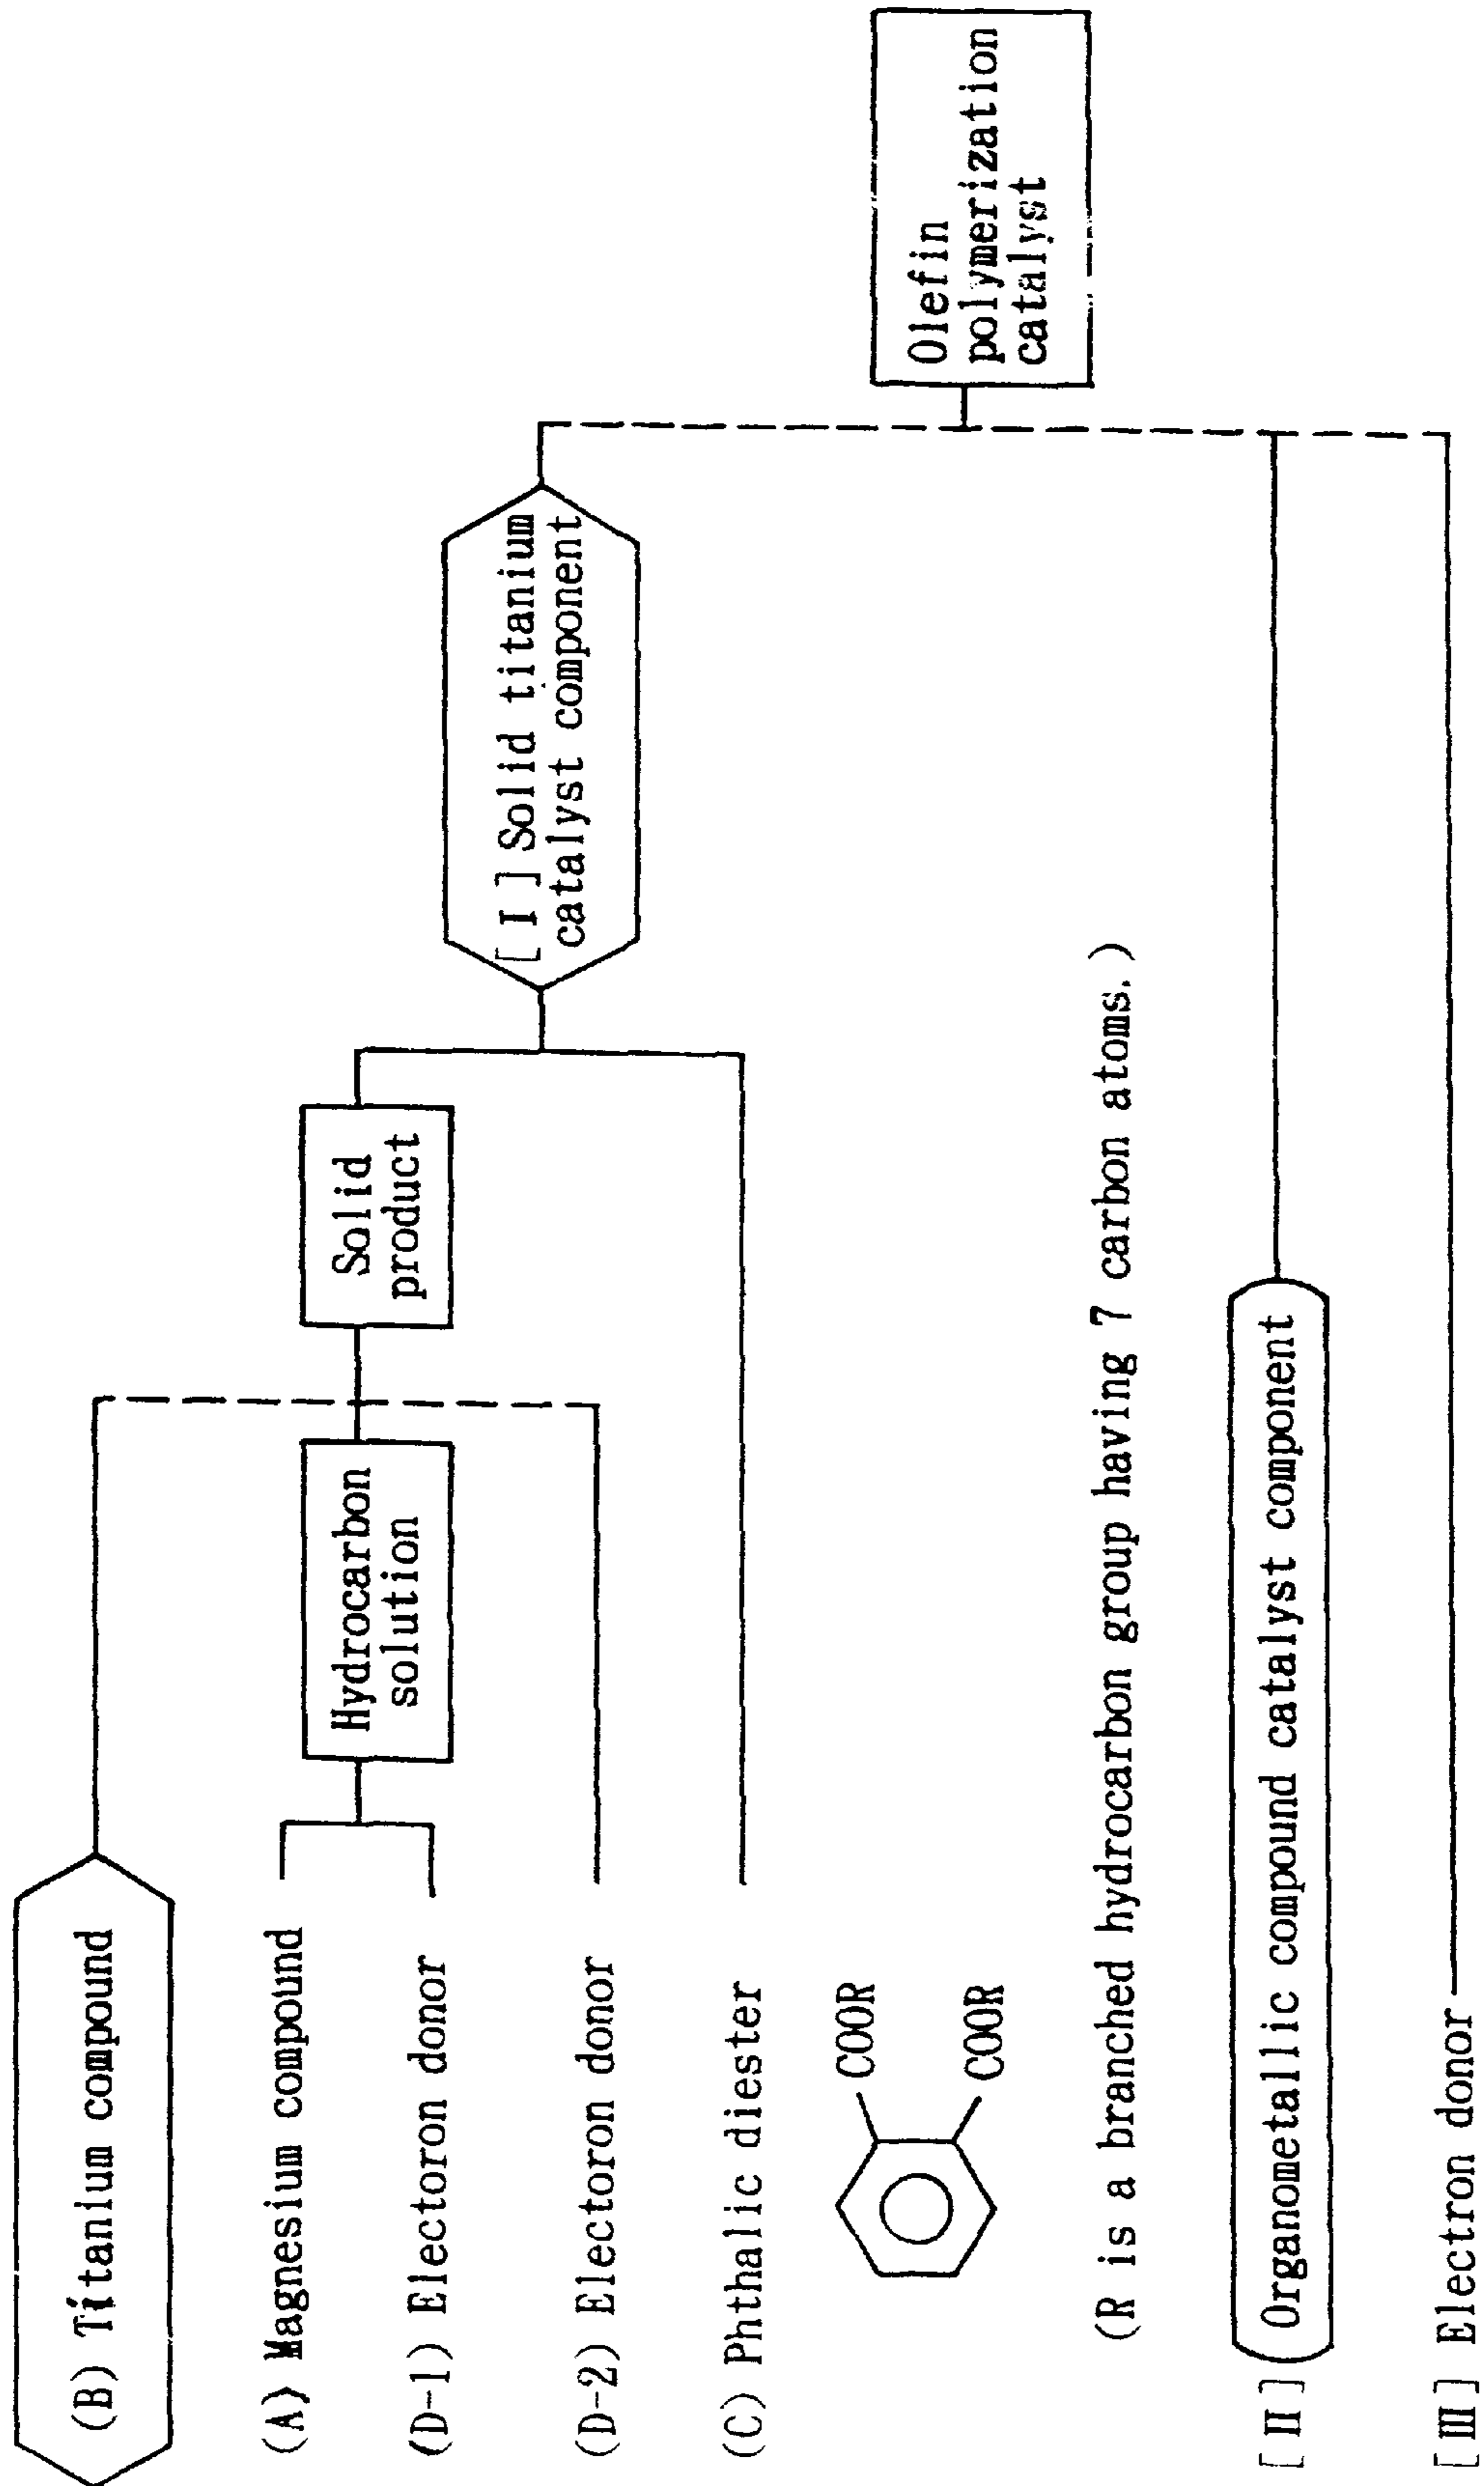 (B) Titanium compound
(A) Magnesium compound
(D-1) Electoron donor
Hydrocarbon
solution
Solid
product
(D-2) Electoron donor
(C) Phthalic diester
COOR
COOR
(R is a branched hydrocarbon group having 7 carbon atoms.)
[I] Solid titanium
catalyst component
Olefin
polymerization
catalyst
[II] Organometallic compound catalyst component
[III] Electron donor